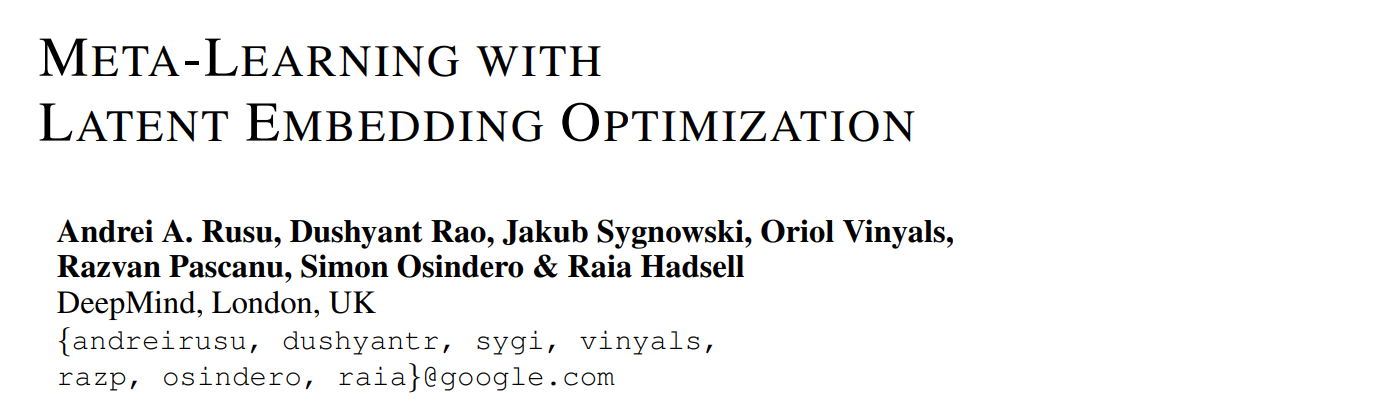 META-LEARNING WITH
LATENT EMBEDDING OPTIMIZATION
Andrei A. Rusu, Dushyant Rao, Jakub Sygnowski, Oriol Vinyals,
Razvan Pascanu, Simon Osindero & Raia Hadsell
DeepMind, London, UK
{andreirusu, dushyantr, sygi, vinyals,
razp, osindero, raia}@google.com